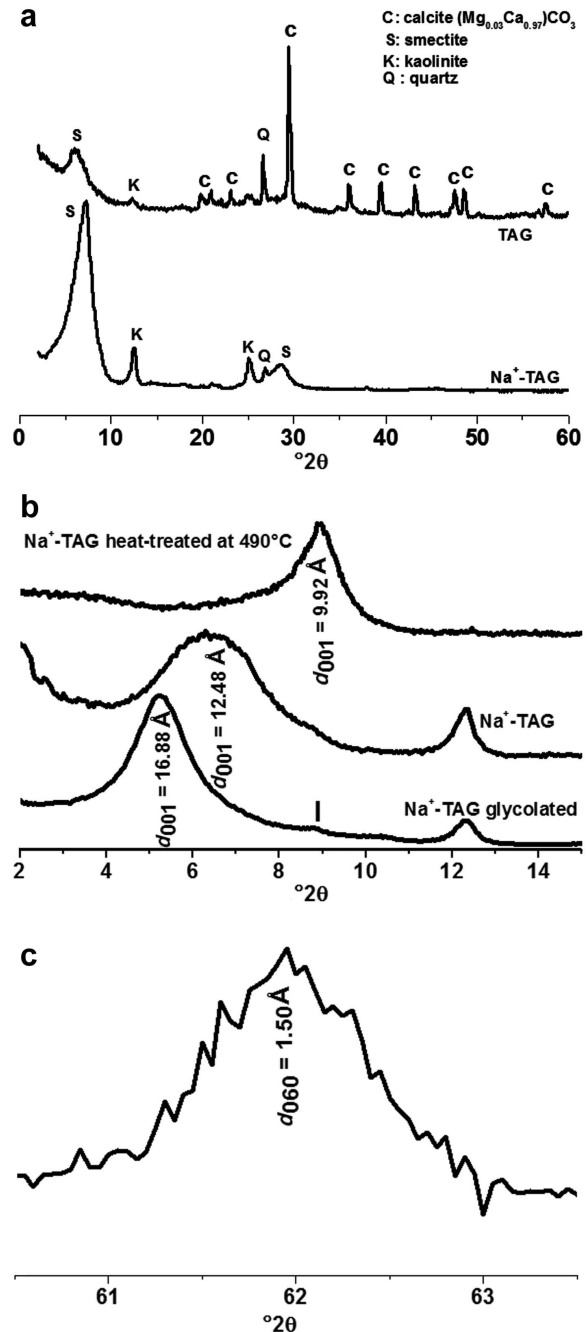 a
C: calcite (Mg0.03Ca0.97)CO3
S: smectite
K: kaolinite
Q : quartz
C
S
K
C
C
Q
C
C
C
C
C
C
TAG
S
K
K
Q
S
Na+-TAG
0 10 20 30 40 50 60
°2θ
b
Na+-TAG heat-treated at 490°C
d001 = 9.92 Å
d001 = 12.48 Å
Na+-TAG
d001 = 16.88 Å
I
Na+-TAG glycolated
2 4 6 8 10 12 14
°2θ
c
d060 = 1.50Å
61 62 63
°2θ